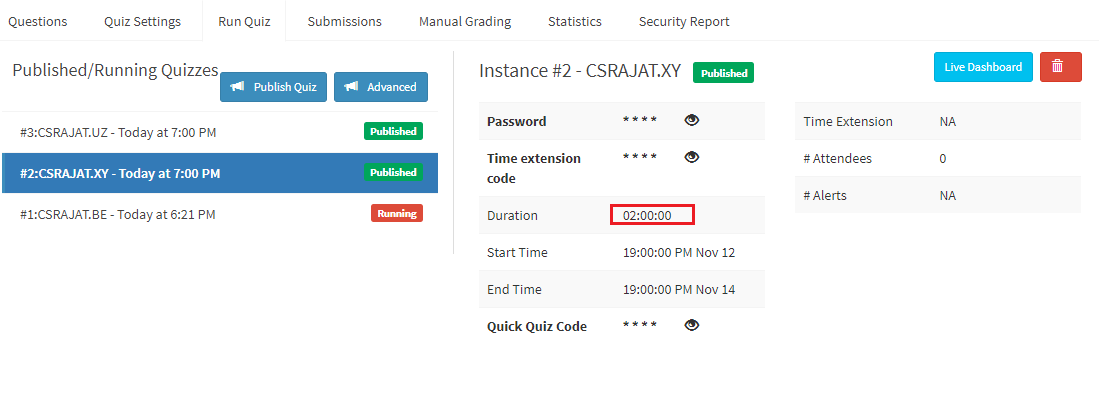 Questions Quiz Settings Run Quiz Submissions Manual Grading Statistics Security Report
Published/Running Quizzes
Publish Quiz Advanced
#3:CSRAJAT.UZ - Today at 7:00 PM Published
#2:CSRAJAT.XY - Today at 7:00 PM Published
#1:CSRAJAT.BE - Today at 6:21 PM Running
Instance #2 - CSRAJAT.XY Published
Live Dashboard
Password ****
Time extension code ****
Duration 02:00:00
Start Time 19:00:00 PM Nov 12
End Time 19:00:00 PM Nov 14
Quick Quiz Code ****
Time Extension NA
# Attendees 0
# Alerts NA